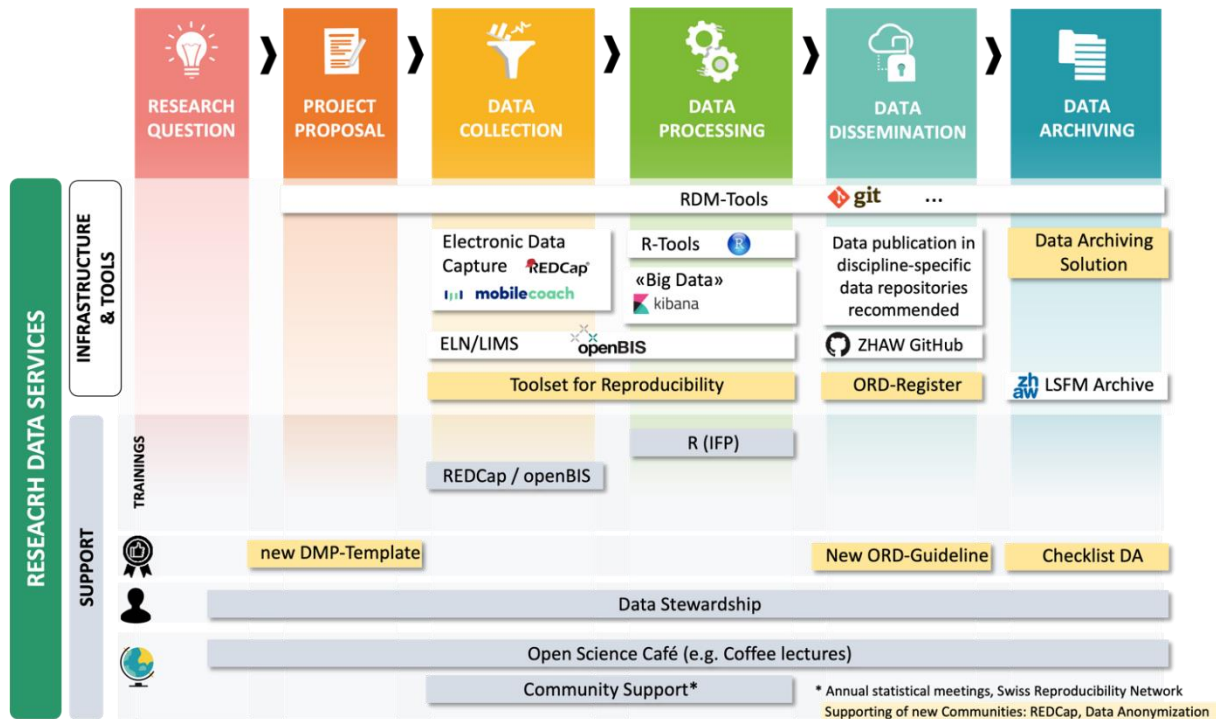 RESEARCH
QUESTION
PROJECT
PROPOSAL
DATA
COLLECTION
DATA
PROCESSING
DATA
DISSEMINATION
DATA
ARCHIVING
RESEACRH DATA SERVICES
INFRASTRUCTURE
& TOOLS
RDM-Tools
git
...
Electronic Data
Capture REDCap®
mobilecoach
R-Tools R
«Big Data»
kibana
Data publication in
discipline-specific
data repositories
recommended
Data Archiving
Solution
ELN/LIMS openBIS
ZHAW GitHub
Toolset for Reproducibility
ORD-Register
zh
aw LSFM Archive
SUPPORT
TRAININGS
R (IFP)
REDCap / openBIS
new DMP-Template
New ORD-Guideline
Checklist DA
Data Stewardship
Open Science Café (e.g. Coffee lectures)
Community Support*
* Annual statistical meetings, Swiss Reproducibility Network
Supporting of new Communities: REDCap, Data Anonymization